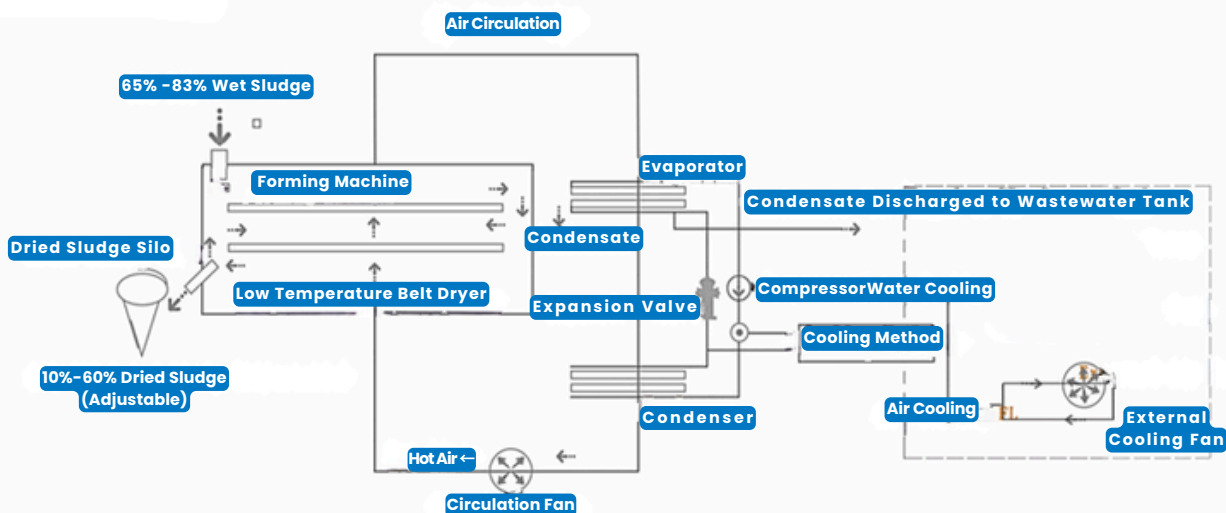 Air Circulation
65% -83% Wet Sludge
Evaporator
Forming Machine
Condensate Discharged to Wastewater Tank
Condensate
Dried Sludge Silo
Low Temperature Belt Dryer
CompressorWater Cooling
Expansion Valve
Cooling Method
10%-60% Dried Sludge
(Adjustable)
Air Cooling
Condenser
External
Cooling Fan
Hot Air ←
Circulation Fan